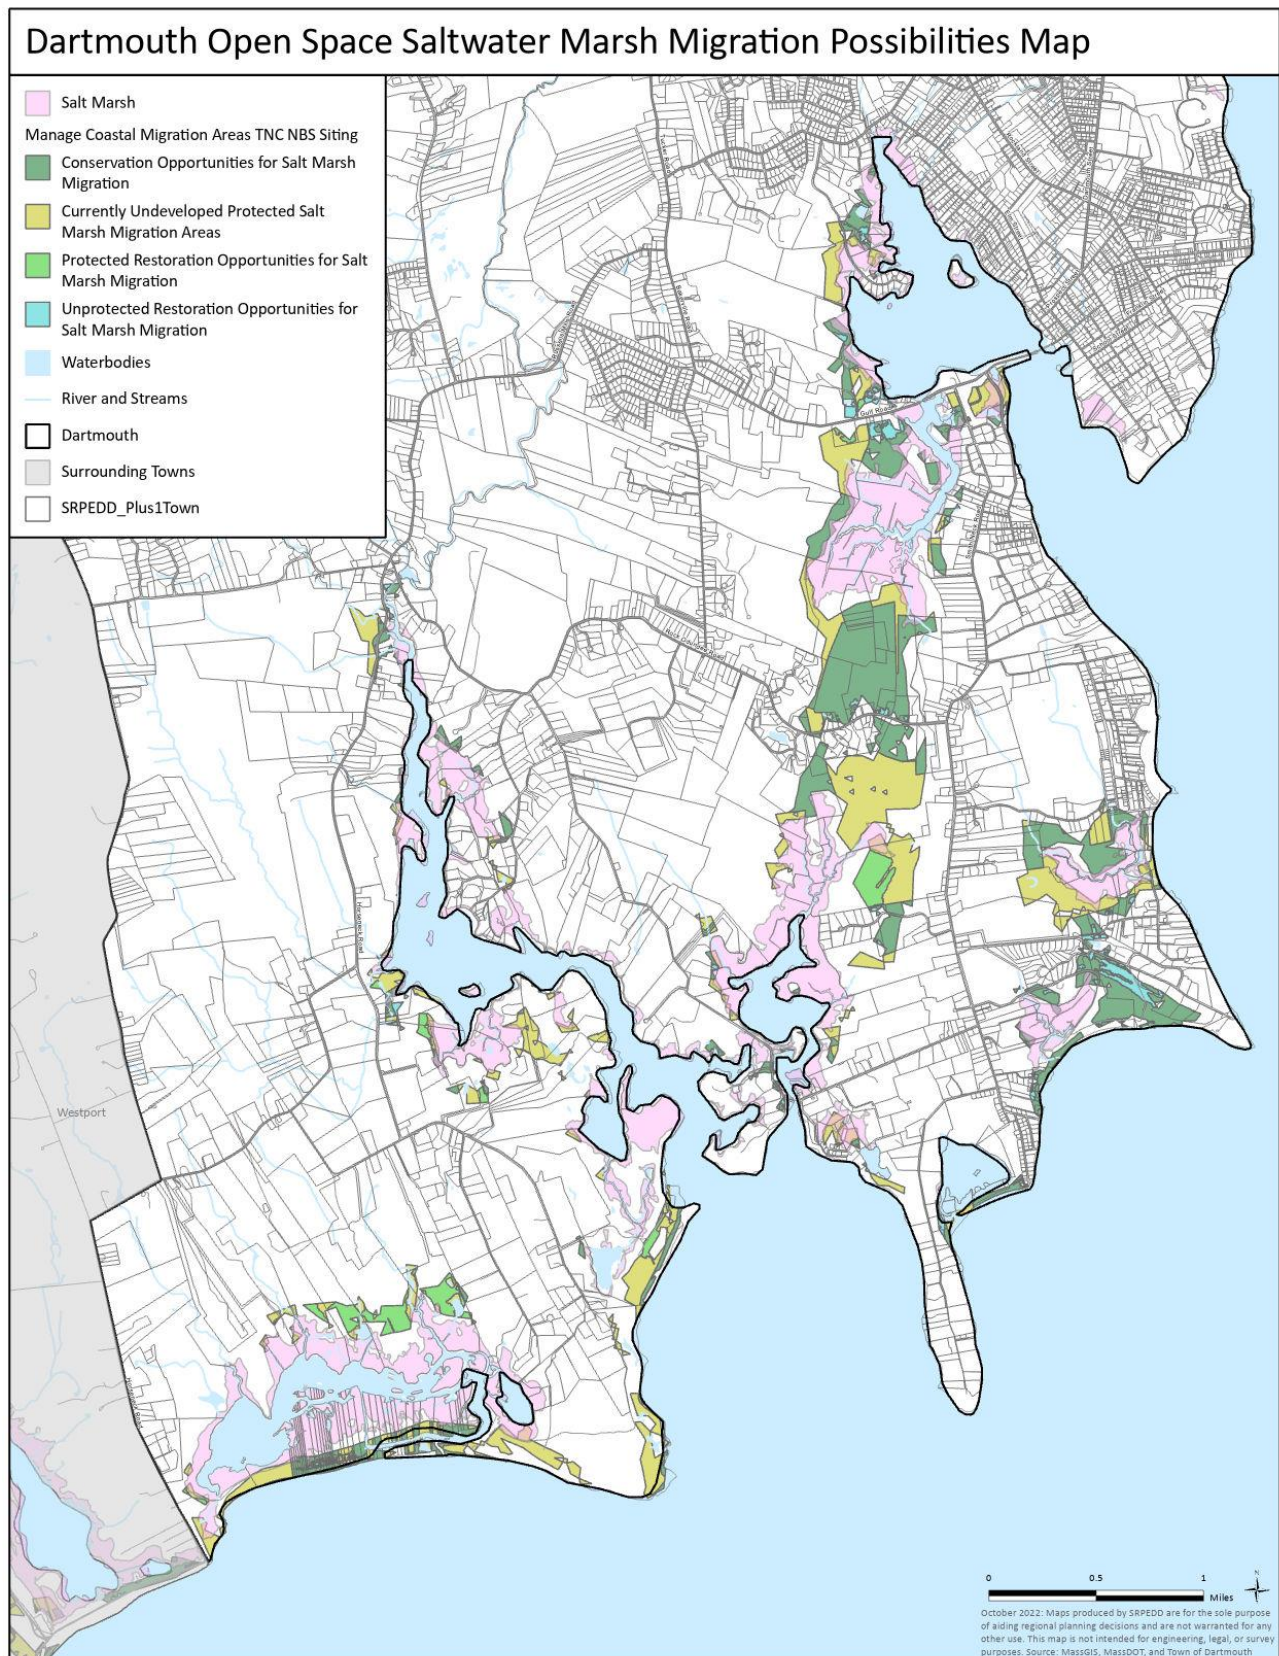 Dartmouth Open Space Saltwater Marsh Migration Possibilities Map
Salt Marsh
Manage Coastal Migration Areas TNC NBS Siting
Conservation Opportunities for Salt Marsh
Migration
Currently Undeveloped Protected Salt
Marsh Migration Areas
Protected Restoration Opportunities for Salt
Marsh Migration
Unprotected Restoration Opportunities for
Salt Marsh Migration
Waterbodies
River and Streams
Dartmouth
Surrounding Towns
SRPEDD_Plus1Town
Tucker Road
Gulf Road
Horseneck Road
Westport
0 0.5 1
Miles
N
October 2022: Maps produced by SRPEDD are for the sole purpose
of aiding regional planning decisions and are not warranted for any
other use. This map is not intended for engineering, legal, or survey
purposes. Source: MassGIS, MassDOT, and Town of Dartmouth